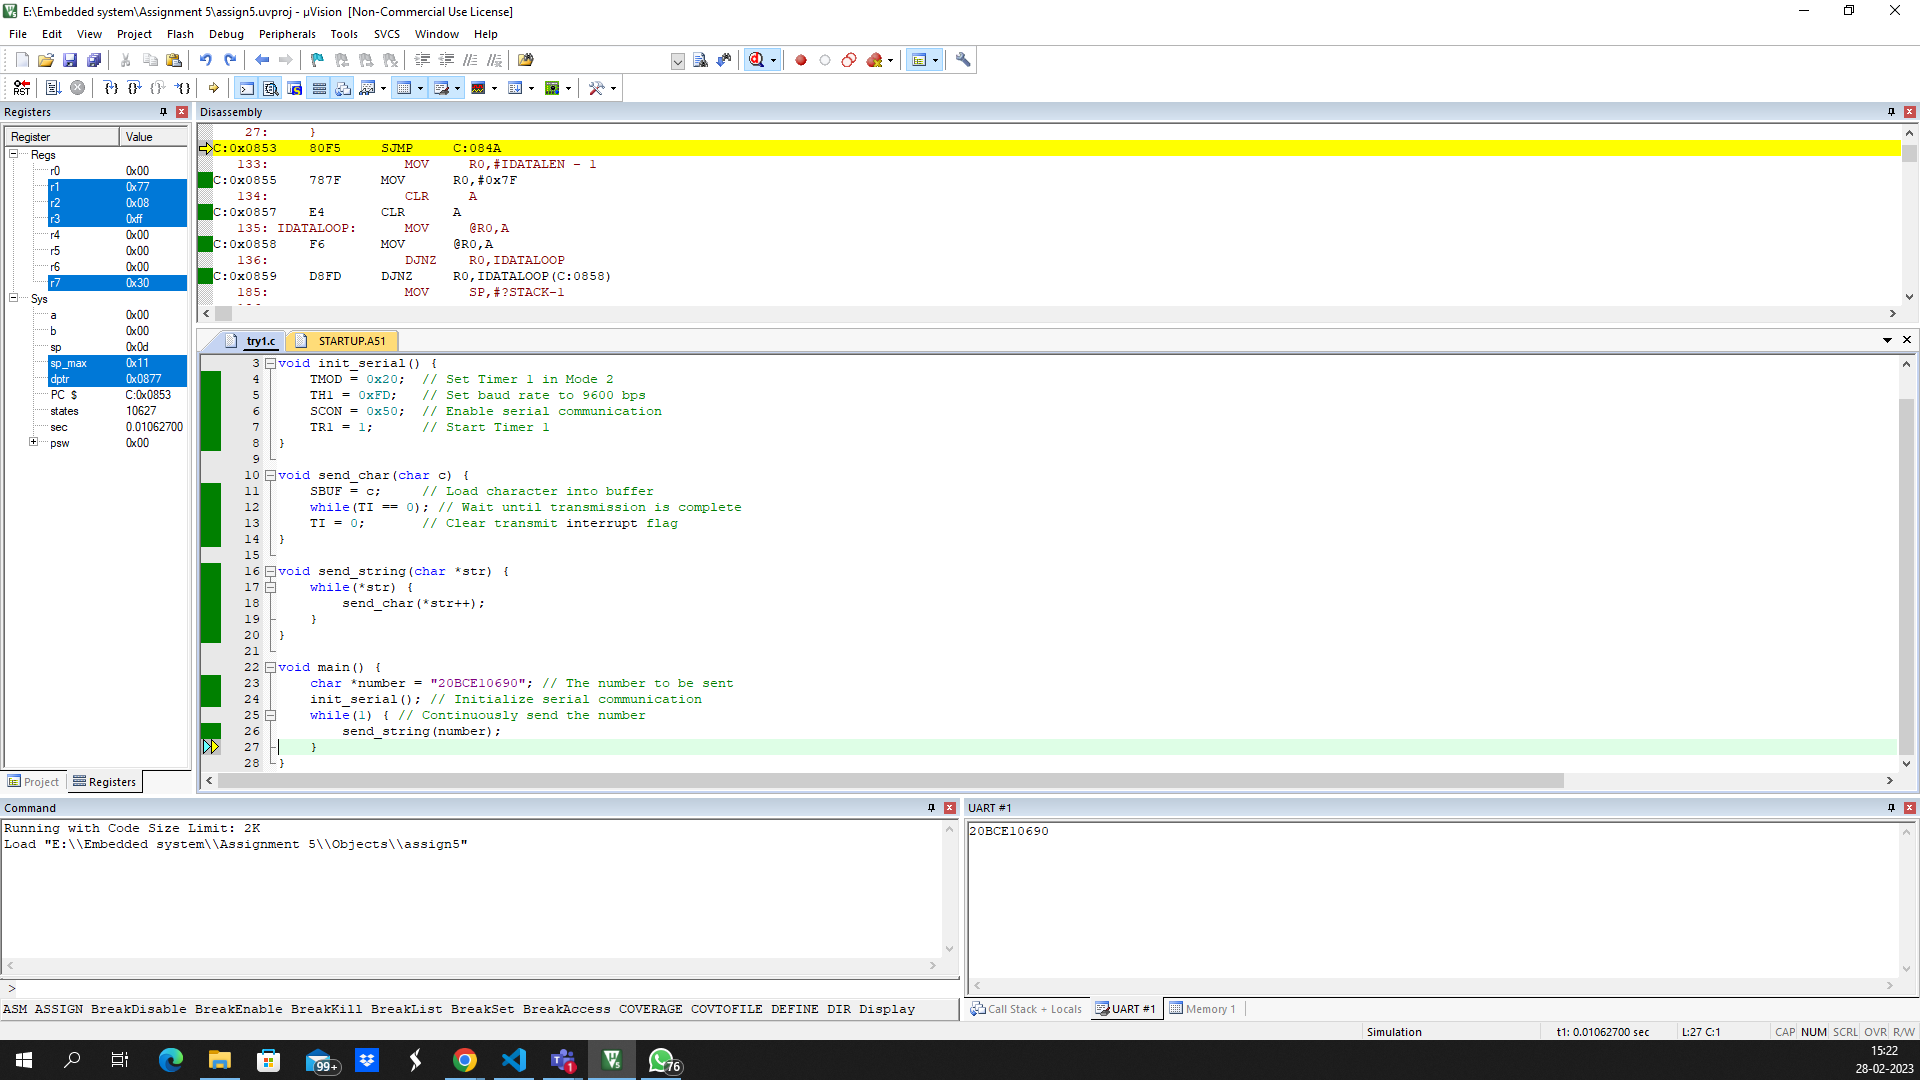 E:\Embedded system\Assignment 5\assign5.uvproj - µVision  [Non-Commercial Use License]
File Edit View Project Flash Debug Peripherals Tools SVCS Window Help
RST
Registers
Register Value
Regs
r0 0x00
r1 0x77
r2 0x08
r3 0xff
r4 0x00
r5 0x00
r6 0x00
r7 0x30
Sys
a 0x00
b 0x00
sp 0x0d
sp_max 0x11
dptr 0x0877
PC $ C:0x0853
states 10627
sec 0.01062700
psw 0x00
Project Registers
Disassembly
27: }
C:0x0853 80F5 SJMP C:084A
133: MOV R0,#IDATALEN - 1
C:0x0855 787F MOV R0,#0x7F
134: CLR A
C:0x0857 E4 CLR A
135: IDATALOOP: MOV @R0,A
C:0x0858 F6 MOV @R0,A
136: DJNZ R0,IDATALOOP
C:0x0859 D8FD DJNZ R0,IDATALOOP(C:0858)
185: MOV SP,#?STACK-1
try1.c STARTUP.A51
3 void init_serial() {
4 TMOD = 0x20; // Set Timer 1 in Mode 2
5 TH1 = 0xFD; // Set baud rate to 9600 bps
6 SCON = 0x50; // Enable serial communication
7 TR1 = 1; // Start Timer 1
8 }
9
10 void send_char(char c) {
11 SBUF = c; // Load character into buffer
12 while(TI == 0); // Wait until transmission is complete
13 TI = 0; // Clear transmit interrupt flag
14 }
15
16 void send_string(char *str) {
17 while(*str) {
18 send_char(*str++);
19 }
20 }
21
22 void main() {
23 char *number = "20BCE10690"; // The number to be sent
24 init_serial(); // Initialize serial communication
25 while(1) { // Continuously send the number
26 send_string(number);
27 }
28 }
Command
Running with Code Size Limit: 2K
Load "E:\\Embedded system\\Assignment 5\\Objects\\assign5"
>
ASM ASSIGN BreakDisable BreakEnable BreakKill BreakList BreakSet BreakAccess COVERAGE COVTOFILE DEFINE DIR Display
UART #1
20BCE10690
Call Stack + Locals UART #1 Memory 1
Simulation t1: 0.01062700 sec L:27 C:1 CAP NUM SCRL OVR R/W
99+ 1 76
15:22
28-02-2023